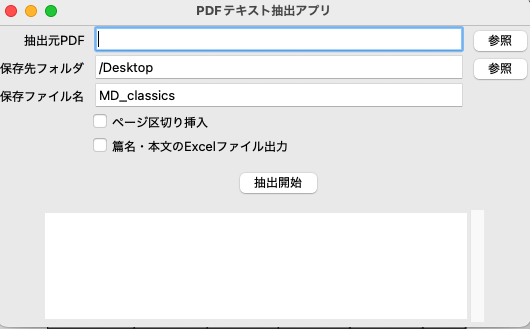 PDFテキスト抽出アプリ
抽出元PDF 参照
保存先フォルダ /Desktop 参照
保存ファイル名 MD_classics
ページ区切り挿入
篇名・本文のExcelファイル出力
抽出開始